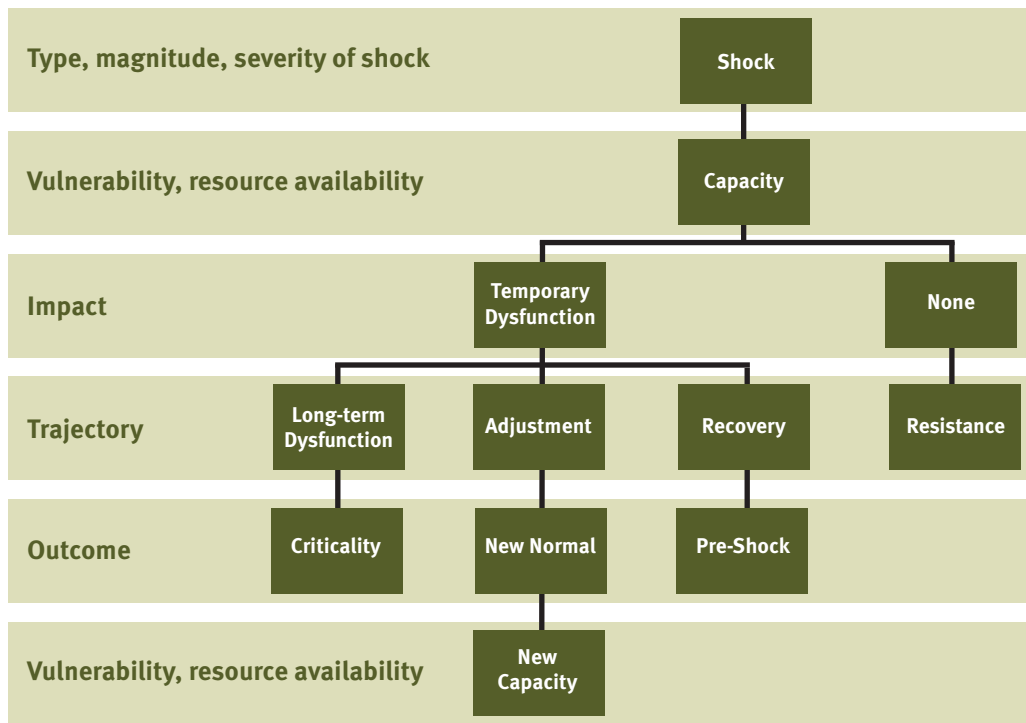 Type, magnitude, severity of shock
Shock
Vulnerability, resource availability
Capacity
Impact
Temporary
Dysfunction
None
Trajectory
Long-term
Dysfunction
Adjustment
Recovery
Resistance
Outcome
Criticality
New Normal
Pre-Shock
Vulnerability, resource availability
New
Capacity